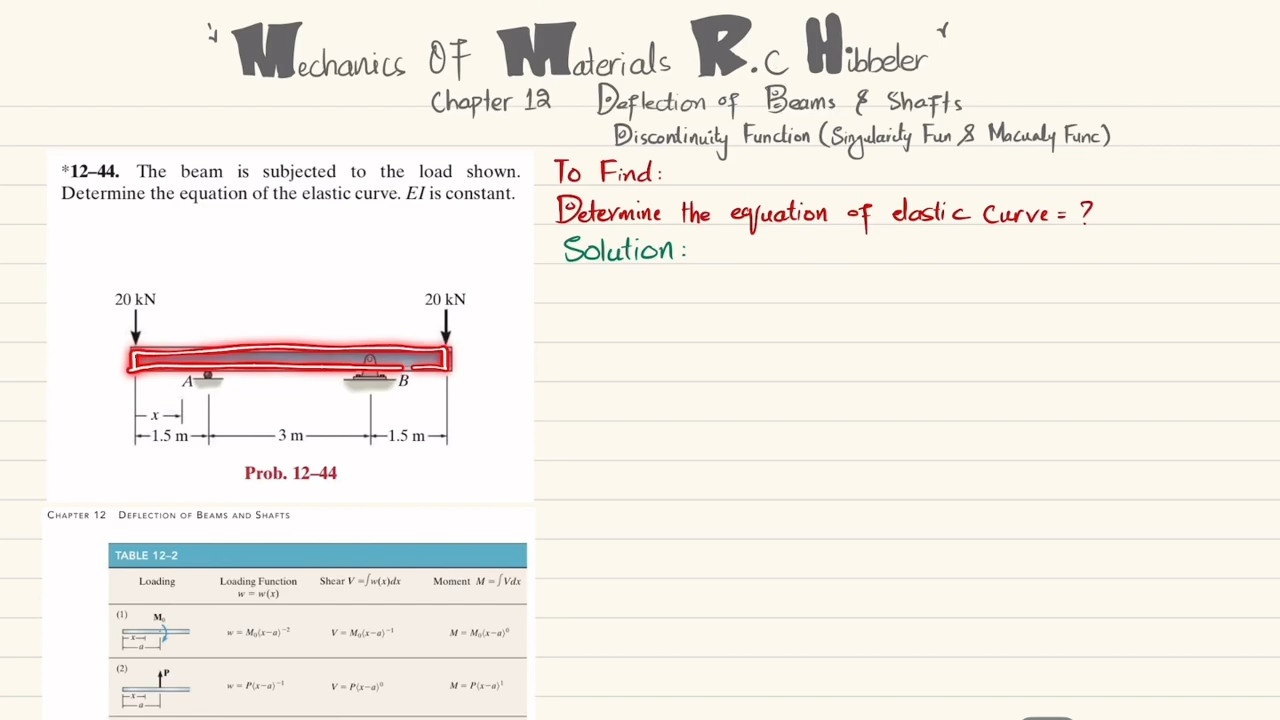 " Mechanics Of Materials R.c Hibbeler "
Chapter 12 Deflection of Beams & Shafts
Discontinuity Function (Singularity Fun & Macualy Func)
*12–44. The beam is subjected to the load shown.
Determine the equation of the elastic curve. EI is constant.
To Find:
Determine the equation of elastic curve = ?
Solution:
20 kN 20 kN
A B
x
1.5 m 3 m 1.5 m
Prob. 12–44
CHAPTER 12 DEFLECTION OF BEAMS AND SHAFTS
TABLE 12–2
Loading Loading Function Shear V = ∫w(x)dx Moment M = ∫Vdx
w = w(x)
(1) M₀
w = M₀⟨x−a⟩⁻² V = M₀⟨x−a⟩⁻¹ M = M₀⟨x−a⟩⁰
x
a
(2) P
w = P⟨x−a⟩⁻¹ V = P⟨x−a⟩⁰ M = P⟨x−a⟩¹
x
a